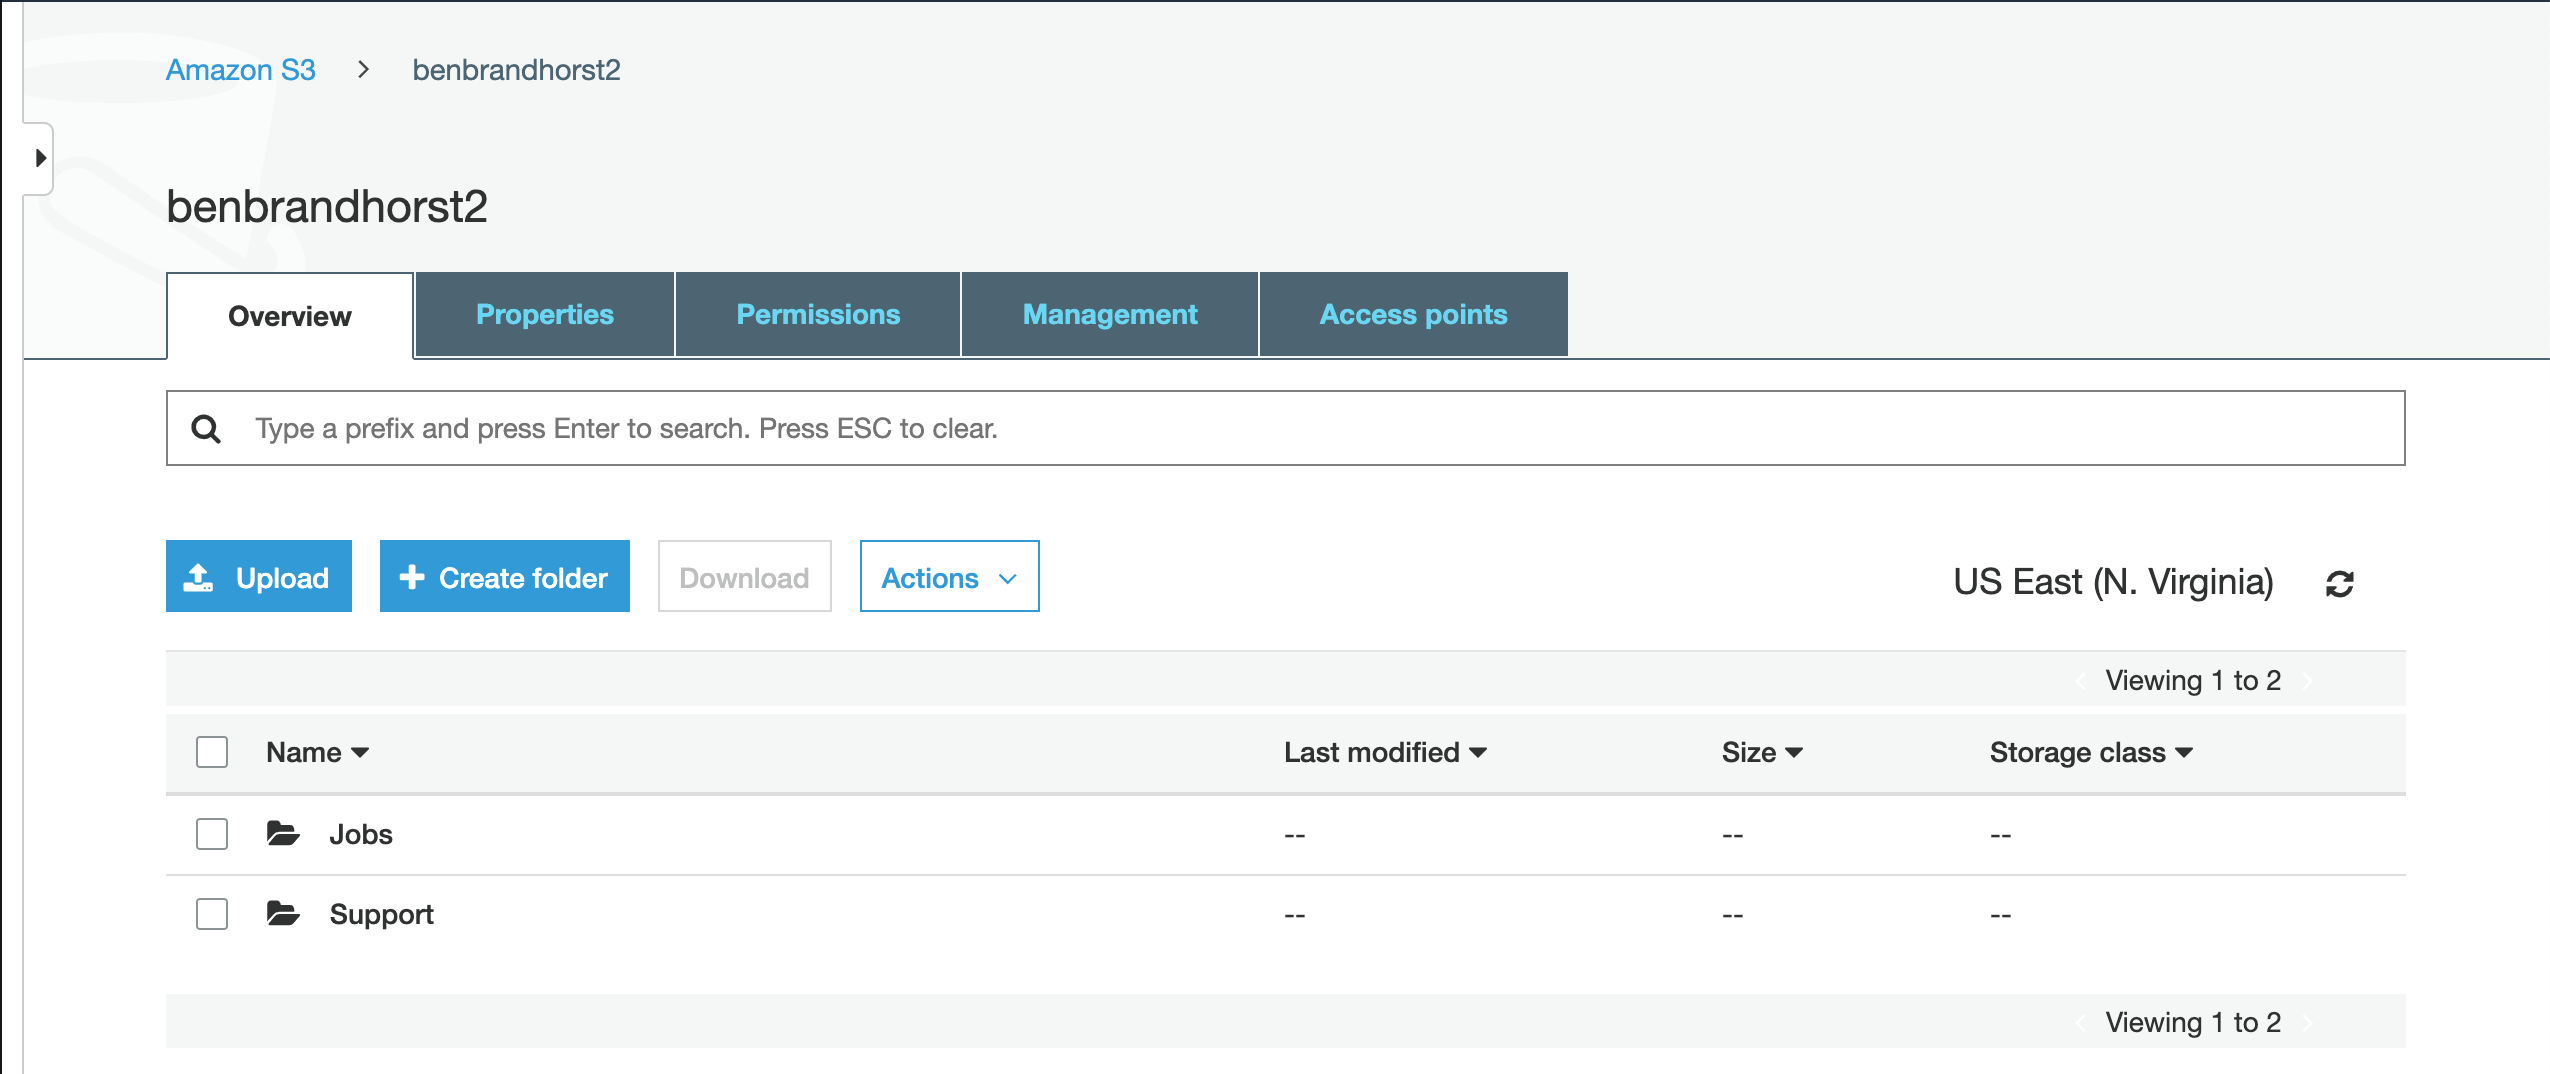 Amazon S3 > benbrandhorst2
benbrandhorst2
Overview Properties Permissions Management Access points
Type a prefix and press Enter to search. Press ESC to clear.
Upload Create folder Download Actions US East (N. Virginia)
Viewing 1 to 2
Name Last modified Size Storage class
Jobs -- -- --
Support -- -- --
Viewing 1 to 2